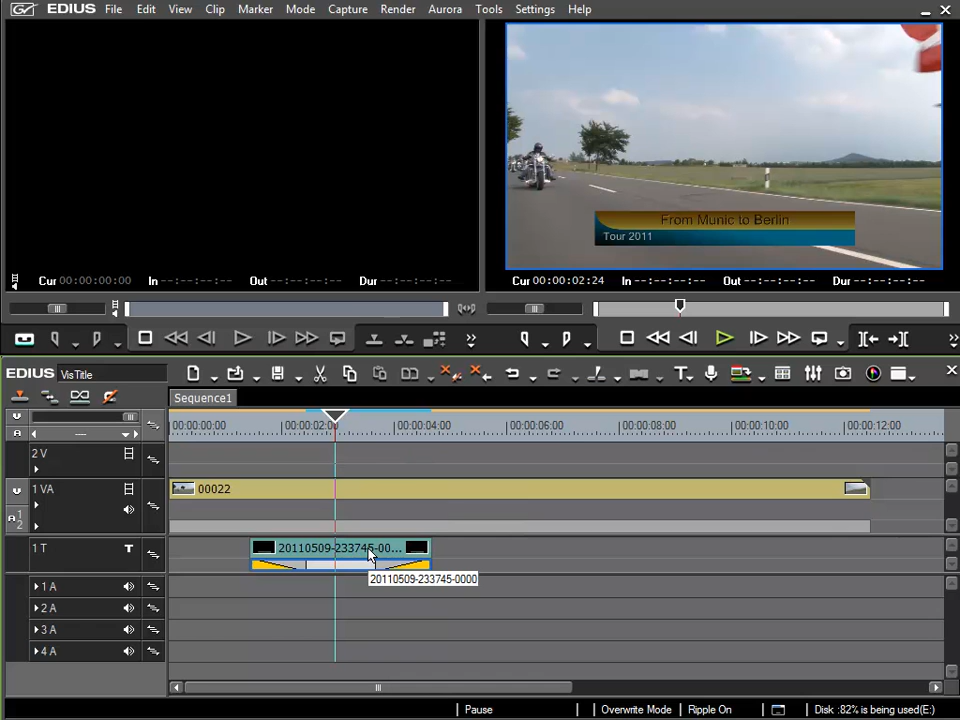 EDIUS File Edit View Clip Marker Mode Capture Render Aurora Tools Settings Help
From Munic to Berlin
Tour 2011
Cur 00:00:00:00 In --:--:--:-- Out --:--:--:-- Dur --:--:--:--
Cur 00:00:02:24 In --:--:--:-- Out --:--:--:-- Dur --:--:--:--
EDIUS VisTitle
Sequence1
00:00:00:00 00:00:02:00 00:00:04:00 00:00:06:00 00:00:08:00 00:00:10:00 00:00:12:00
2 V
1 VA 00022
A 1 2
1 T T 20110509-233745-00...
20110509-233745-0000
1 A
2 A
3 A
4 A
Pause Overwrite Mode Ripple On Disk :82% is being used(E:)